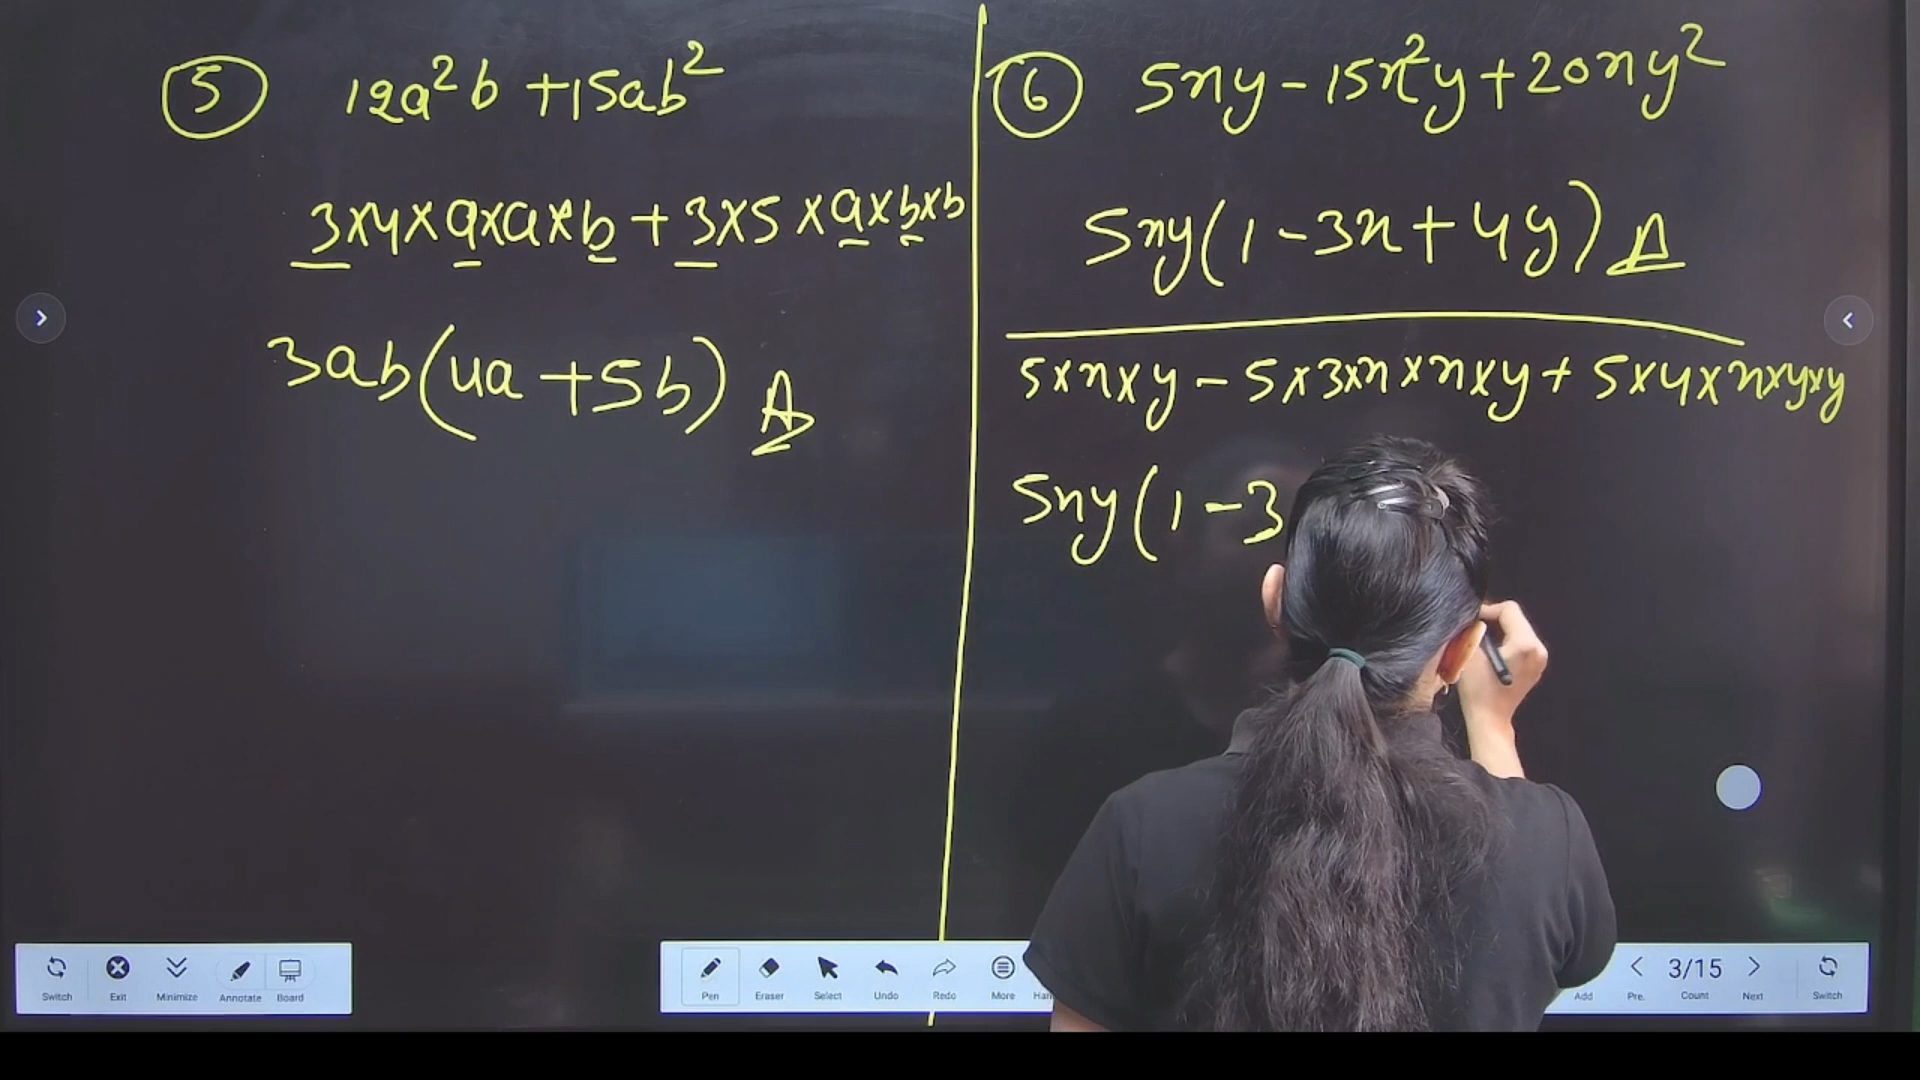 5 12a²b + 15ab²
3×4×a×a×b + 3×5×a×b×b
3ab(4a + 5b) A
6 5xy - 15x²y + 20xy²
5xy(1 - 3x + 4y) A
5×x×y - 5×3×x×x×y + 5×4×x×y×y
5xy(1 - 3
Switch Exit Minimize Annotate Board
Pen Eraser Select Undo Redo More
Add Pre. 3/15 Count Next Switch